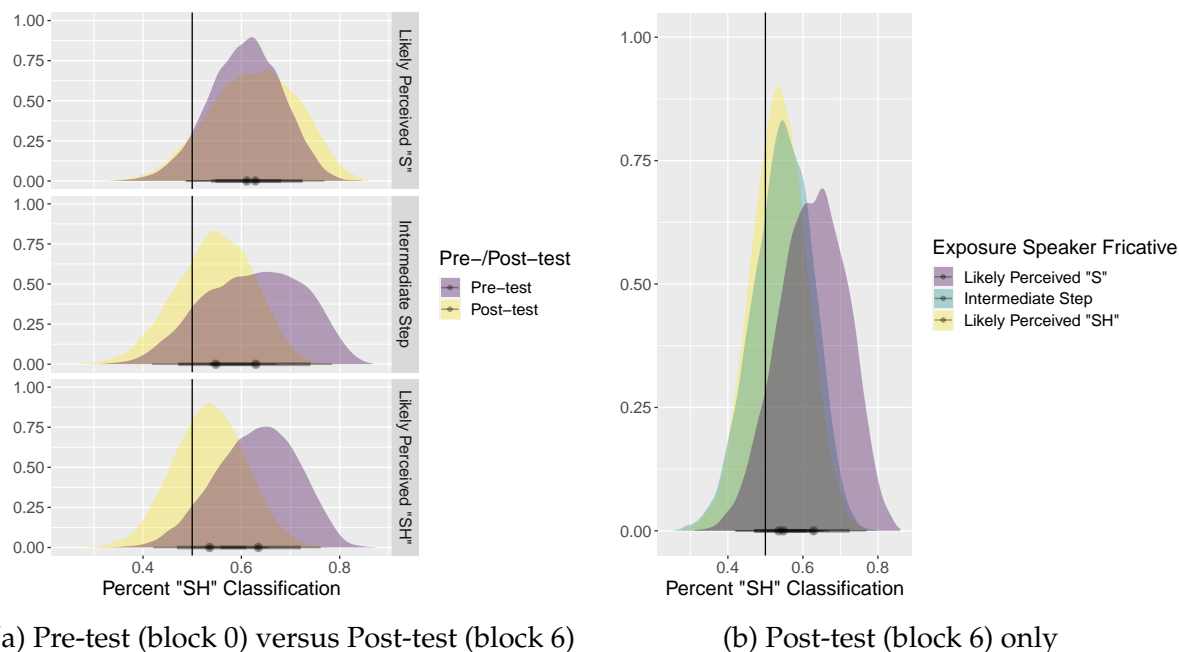 1.00
0.75
0.50
0.25
0.00
Likely Perceived "S"
1.00
0.75
0.50
0.25
0.00
Intermediate Step
1.00
0.75
0.50
0.25
0.00
Likely Perceived "SH"
0.4 0.6 0.8
Percent "SH" Classification
Pre−/Post−test
Pre−test
Post−test
a) Pre-test (block 0) versus Post-test (block 6)
1.00
0.75
0.50
0.25
0.00
0.4 0.6 0.8
Percent "SH" Classification
Exposure Speaker Fricative
Likely Perceived "S"
Intermediate Step
Likely Perceived "SH"
(b) Post-test (block 6) only